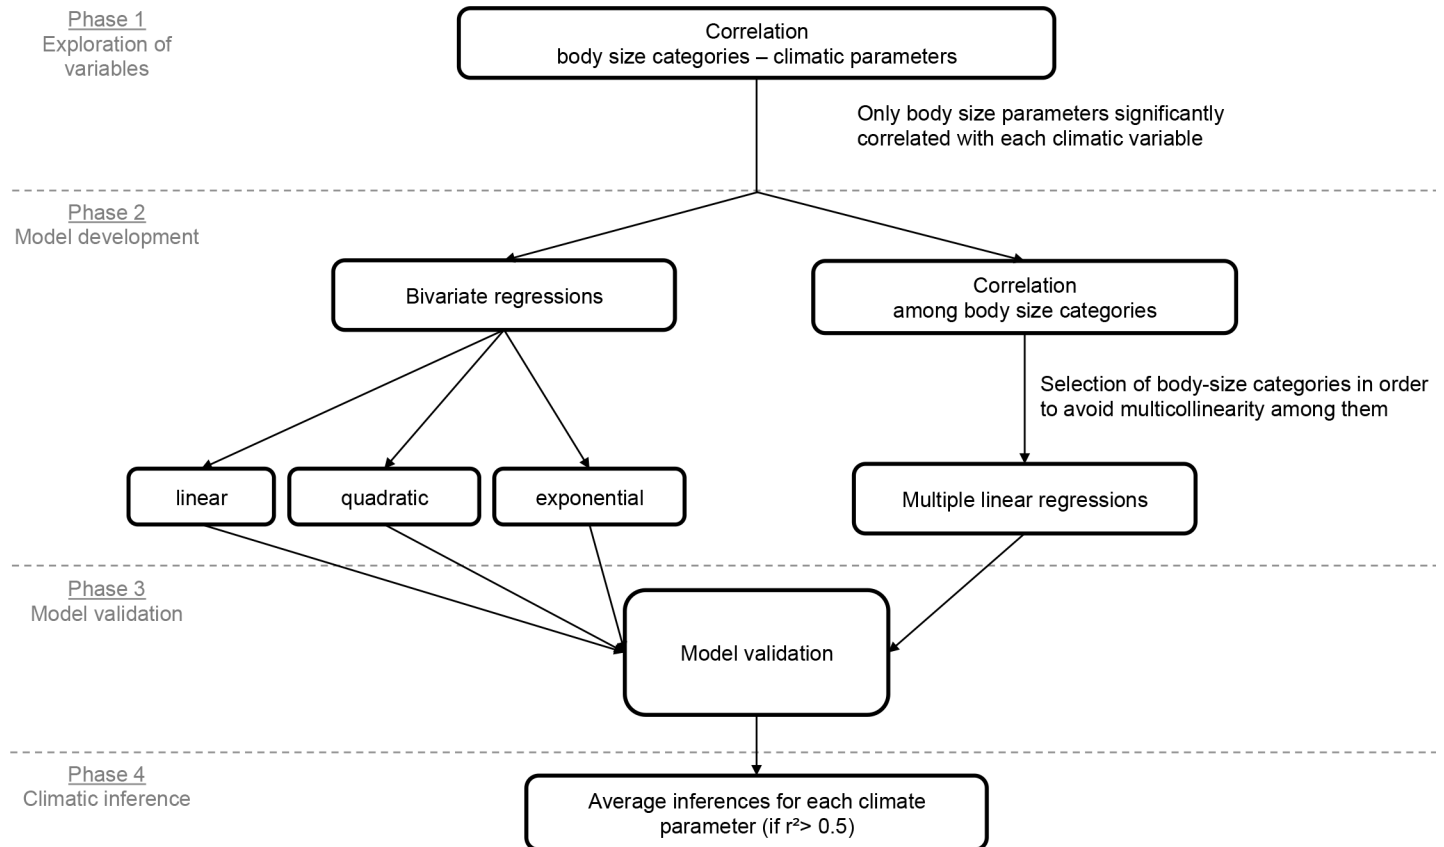 Phase 1
Exploration of
variables
Correlation
body size categories – climatic parameters
Only body size parameters significantly
correlated with each climatic variable
Phase 2
Model development
Bivariate regressions
Correlation
among body size categories
Selection of body-size categories in order
to avoid multicollinearity among them
linear
quadratic
exponential
Multiple linear regressions
Phase 3
Model validation
Model validation
Phase 4
Climatic inference
Average inferences for each climate
parameter (if r²> 0.5)